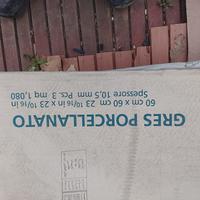 GRES PORCELLANATO
60 cm x 60 cm 23 10/16 in x 23 10/16 in
Spessore 10,5 mm Pcs. 3 mq 1,080